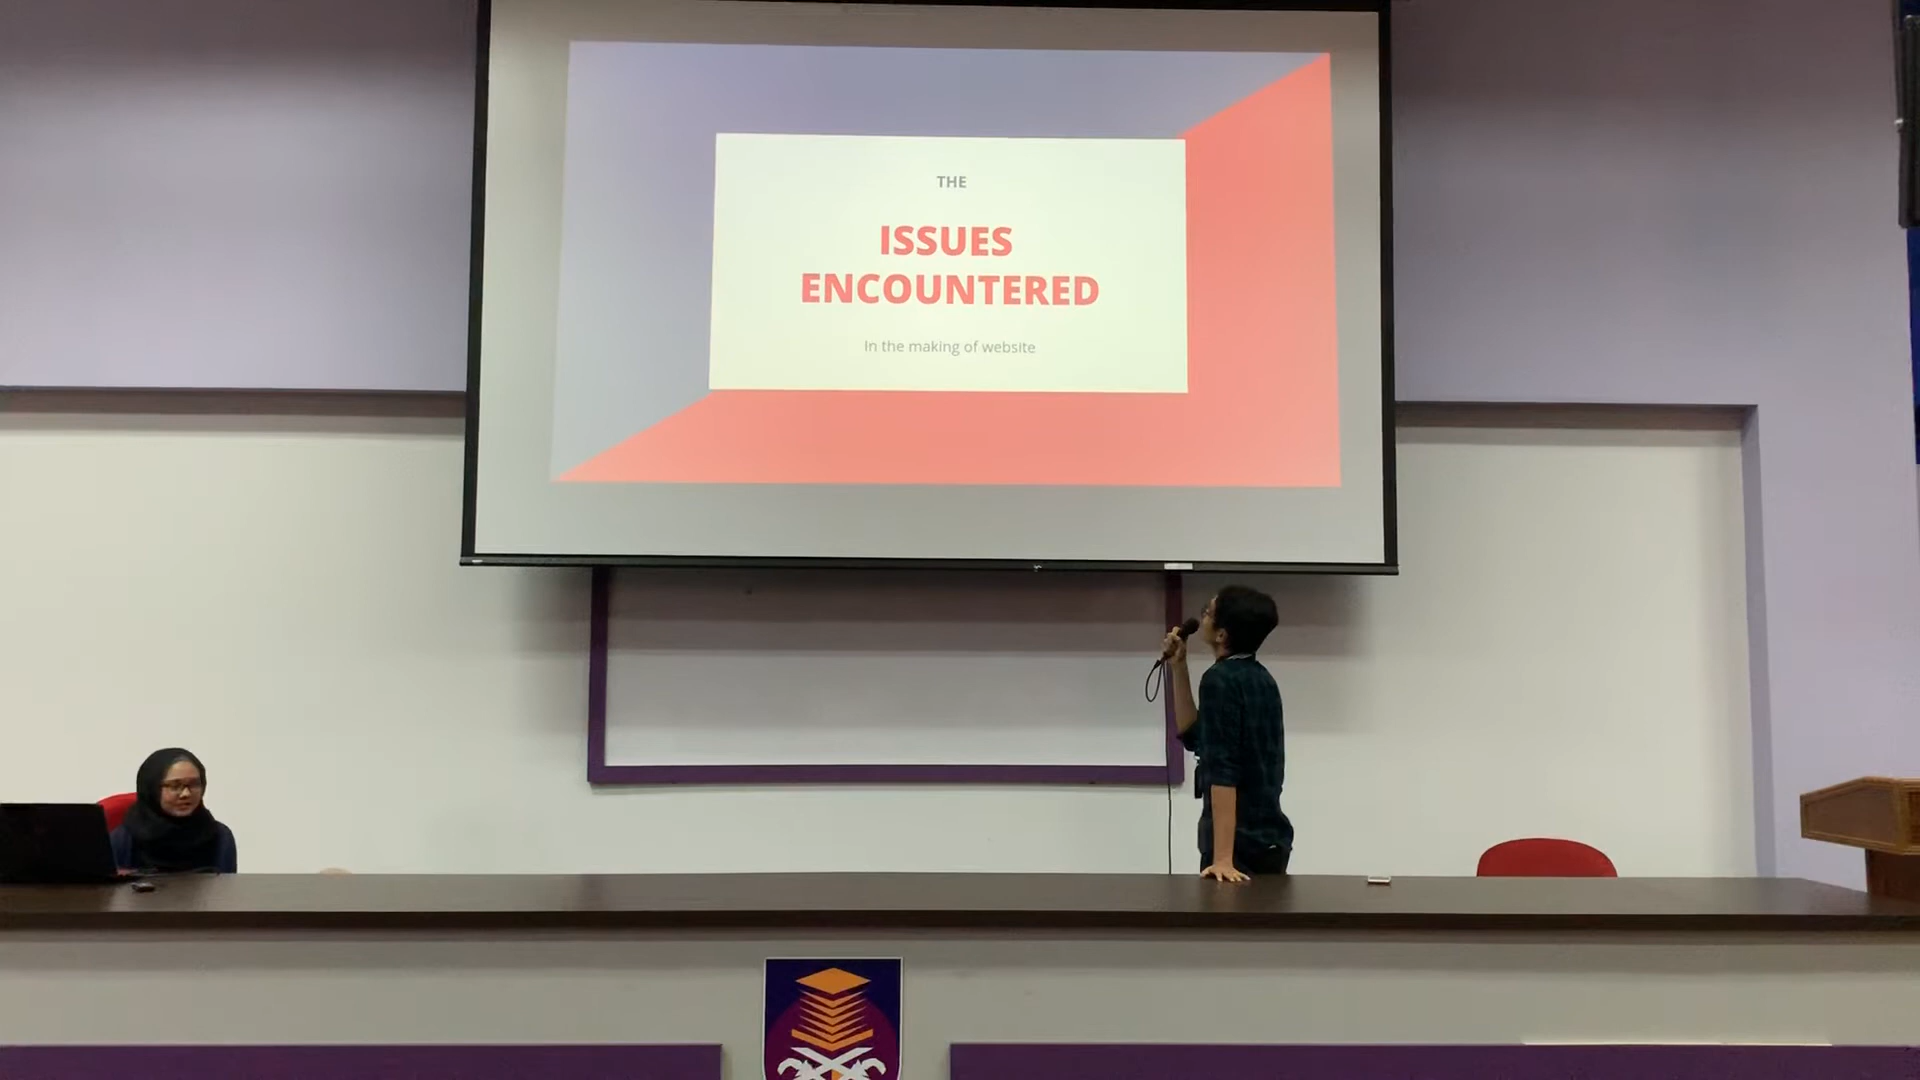 THE
ISSUES
ENCOUNTERED
In the making of website